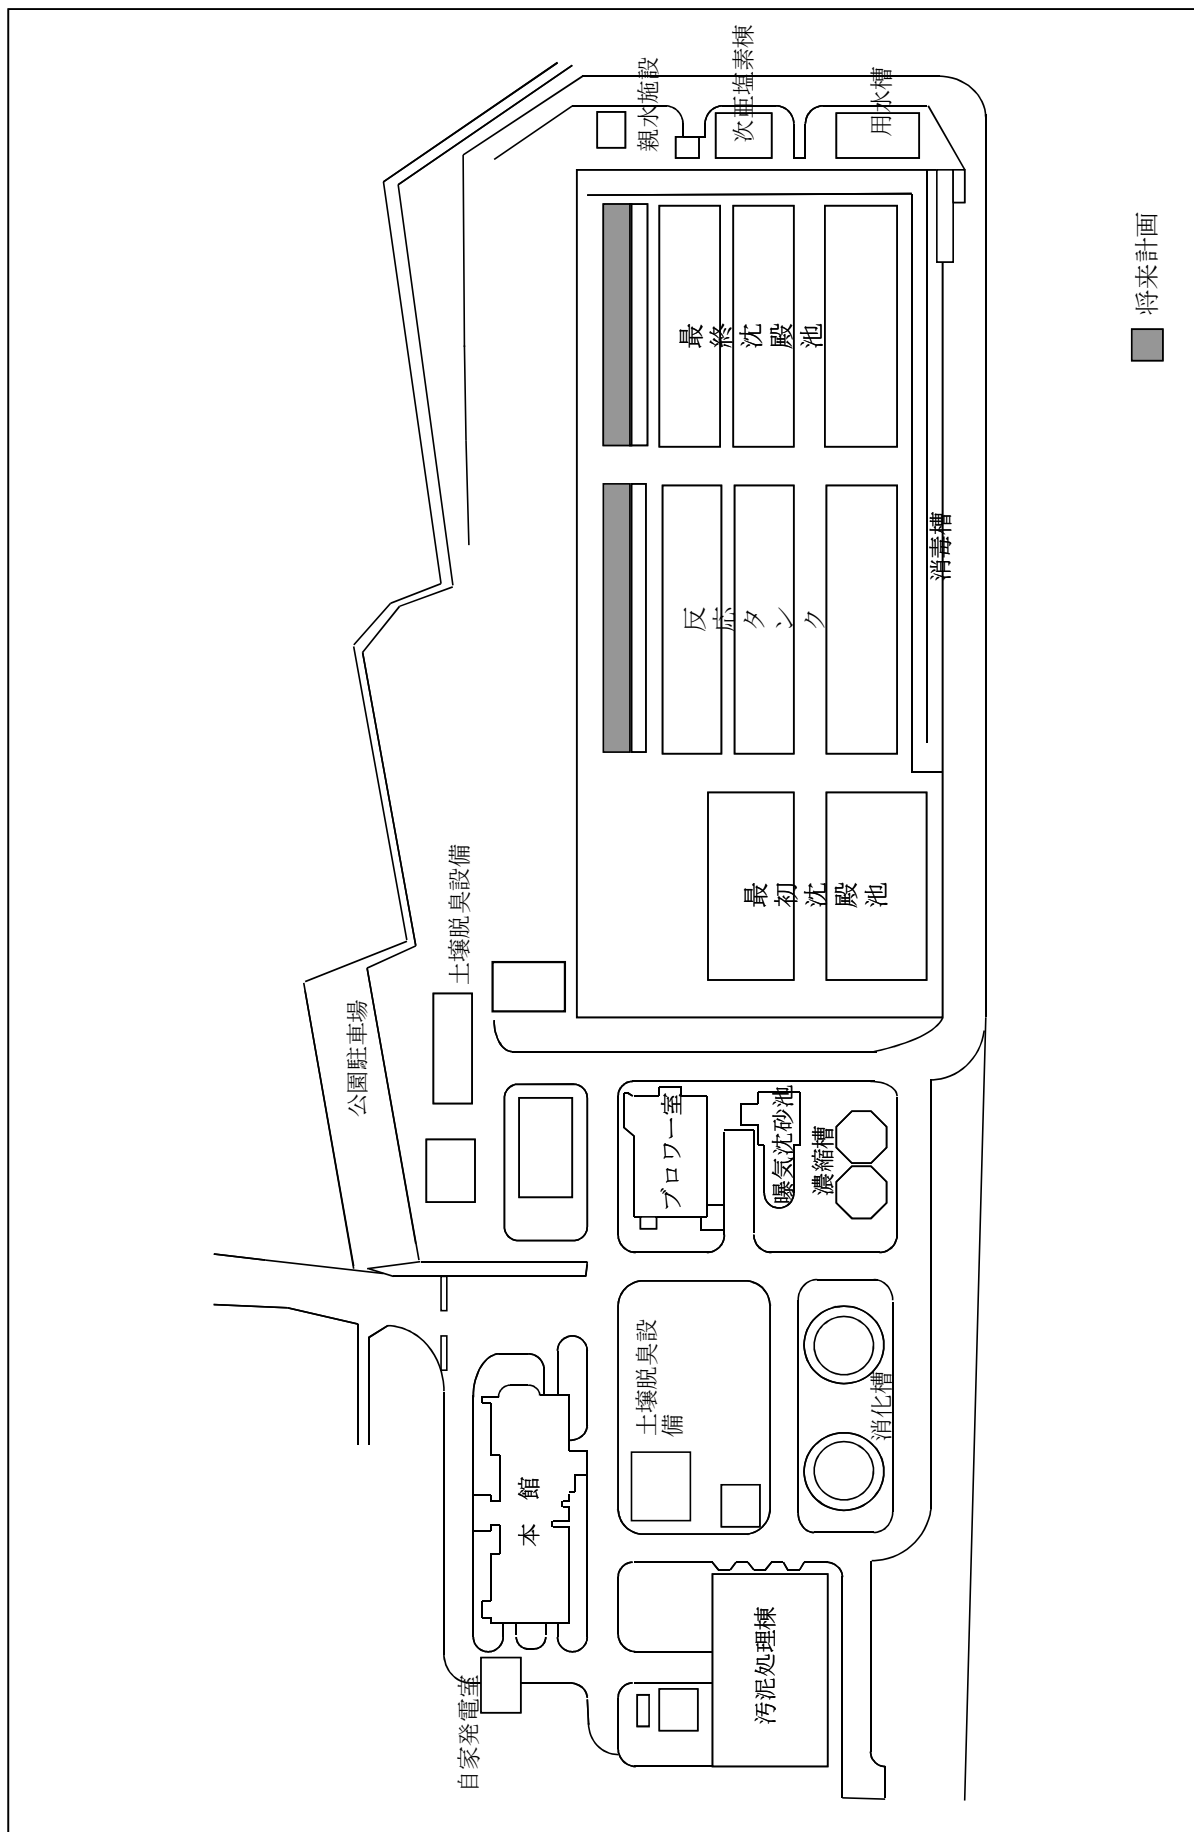 親水施設
次亜塩素棟
用水槽
将来計画
最終沈殿池
消毒槽
反応タンク
最初沈殿池
土壌脱臭設備
公園駐車場
ブロワー室
曝気沈砂池
濃縮槽
土壌脱臭設
備
消化槽
本館
汚泥処理棟
自家発電室